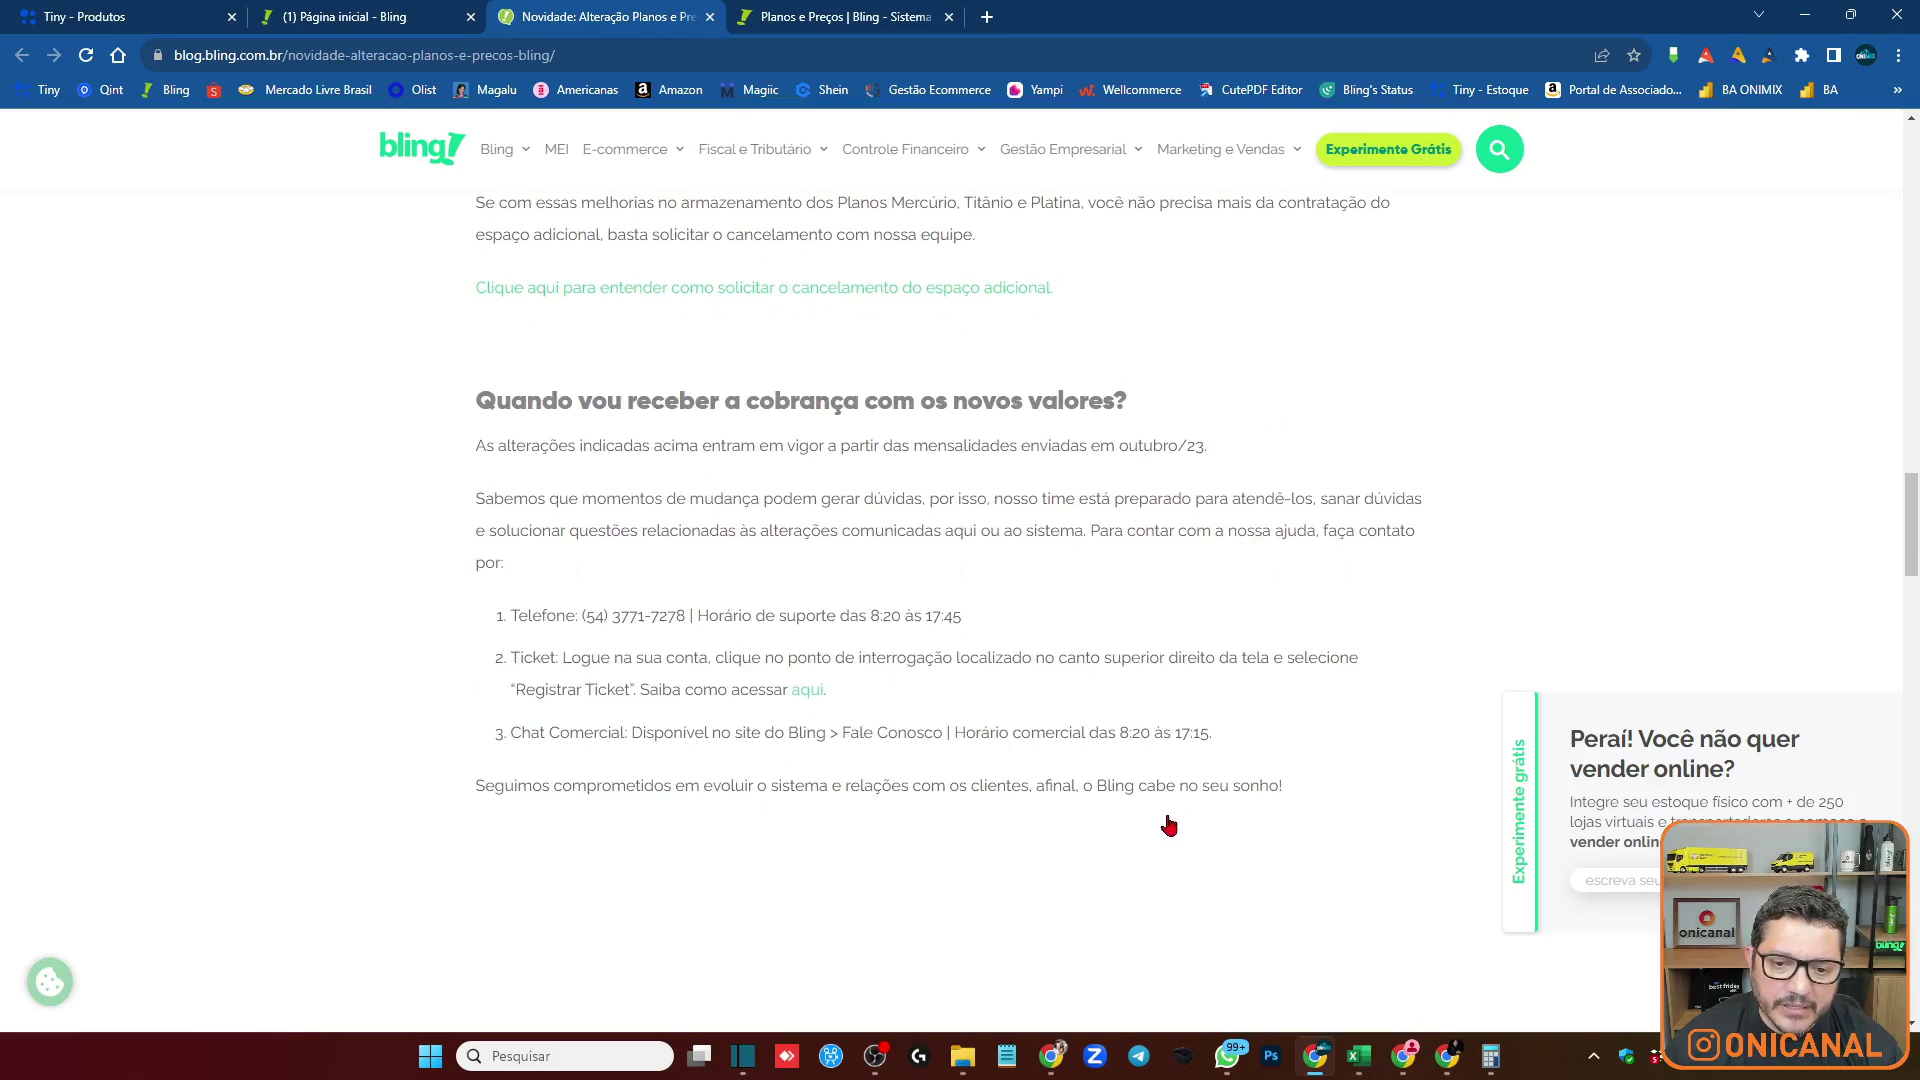 Tiny - Produtos
(1) Página inicial - Bling
Novidade: Alteração Planos e Pre
Planos e Preços | Bling - Sistema
blog.bling.com.br/novidade-alteracao-planos-e-precos-bling/
Tiny
Qint
Bling
Mercado Livre Brasil
Olist
Magalu
Americanas
Amazon
Magiic
Shein
Gestão Ecommerce
Yampi
Wellcommerce
CutePDF Editor
Bling's Status
Tiny - Estoque
Portal de Associado...
BA ONIMIX
BA
»
bling!
Bling
MEI
E-commerce
Fiscal e Tributário
Controle Financeiro
Gestão Empresarial
Marketing e Vendas
Experimente Grátis
Se com essas melhorias no armazenamento dos Planos Mercúrio, Titânio e Platina, você não precisa mais da contratação do
espaço adicional, basta solicitar o cancelamento com nossa equipe.
Clique aqui para entender como solicitar o cancelamento do espaço adicional.
Quando vou receber a cobrança com os novos valores?
As alterações indicadas acima entram em vigor a partir das mensalidades enviadas em outubro/23.
Sabemos que momentos de mudança podem gerar dúvidas, por isso, nosso time está preparado para atendê-los, sanar dúvidas
e solucionar questões relacionadas às alterações comunicadas aqui ou ao sistema. Para contar com a nossa ajuda, faça contato
por:
1. Telefone: (54) 3771-7278 | Horário de suporte das 8:20 às 17:45
2. Ticket: Logue na sua conta, clique no ponto de interrogação localizado no canto superior direito da tela e selecione
“Registrar Ticket”. Saiba como acessar aqui.
3. Chat Comercial: Disponível no site do Bling > Fale Conosco | Horário comercial das 8:20 às 17:15.
Seguimos comprometidos em evoluir o sistema e relações com os clientes, afinal, o Bling cabe no seu sonho!
Experimente grátis
Peraí! Você não quer
vender online?
Integre seu estoque físico com + de 250
lojas virtuais e
vender onlin
escreva seu
onicanal
bling!
best friday
ONICANAL
Pesquisar
99+
Ps